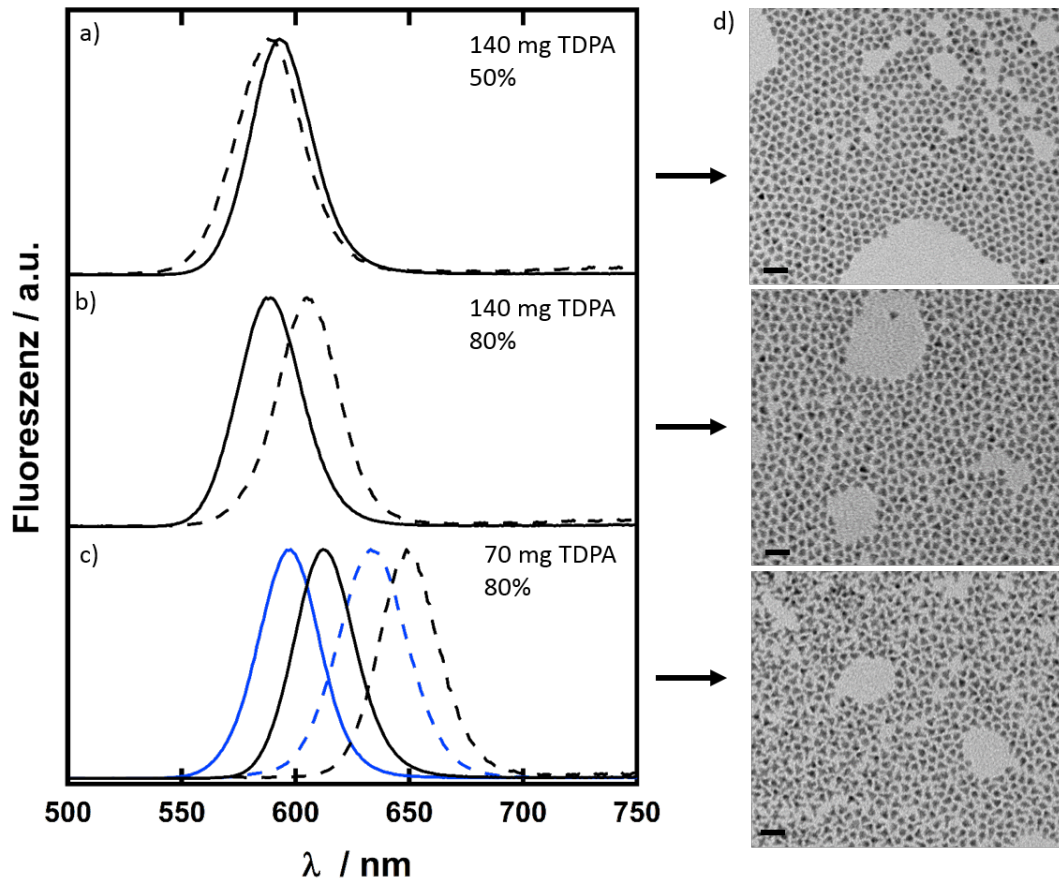 a)
140 mg TDPA
50%
b)
140 mg TDPA
80%
c)
70 mg TDPA
80%
Fluoreszenz / a.u.
500 550 600 650 700 750
λ / nm
d)